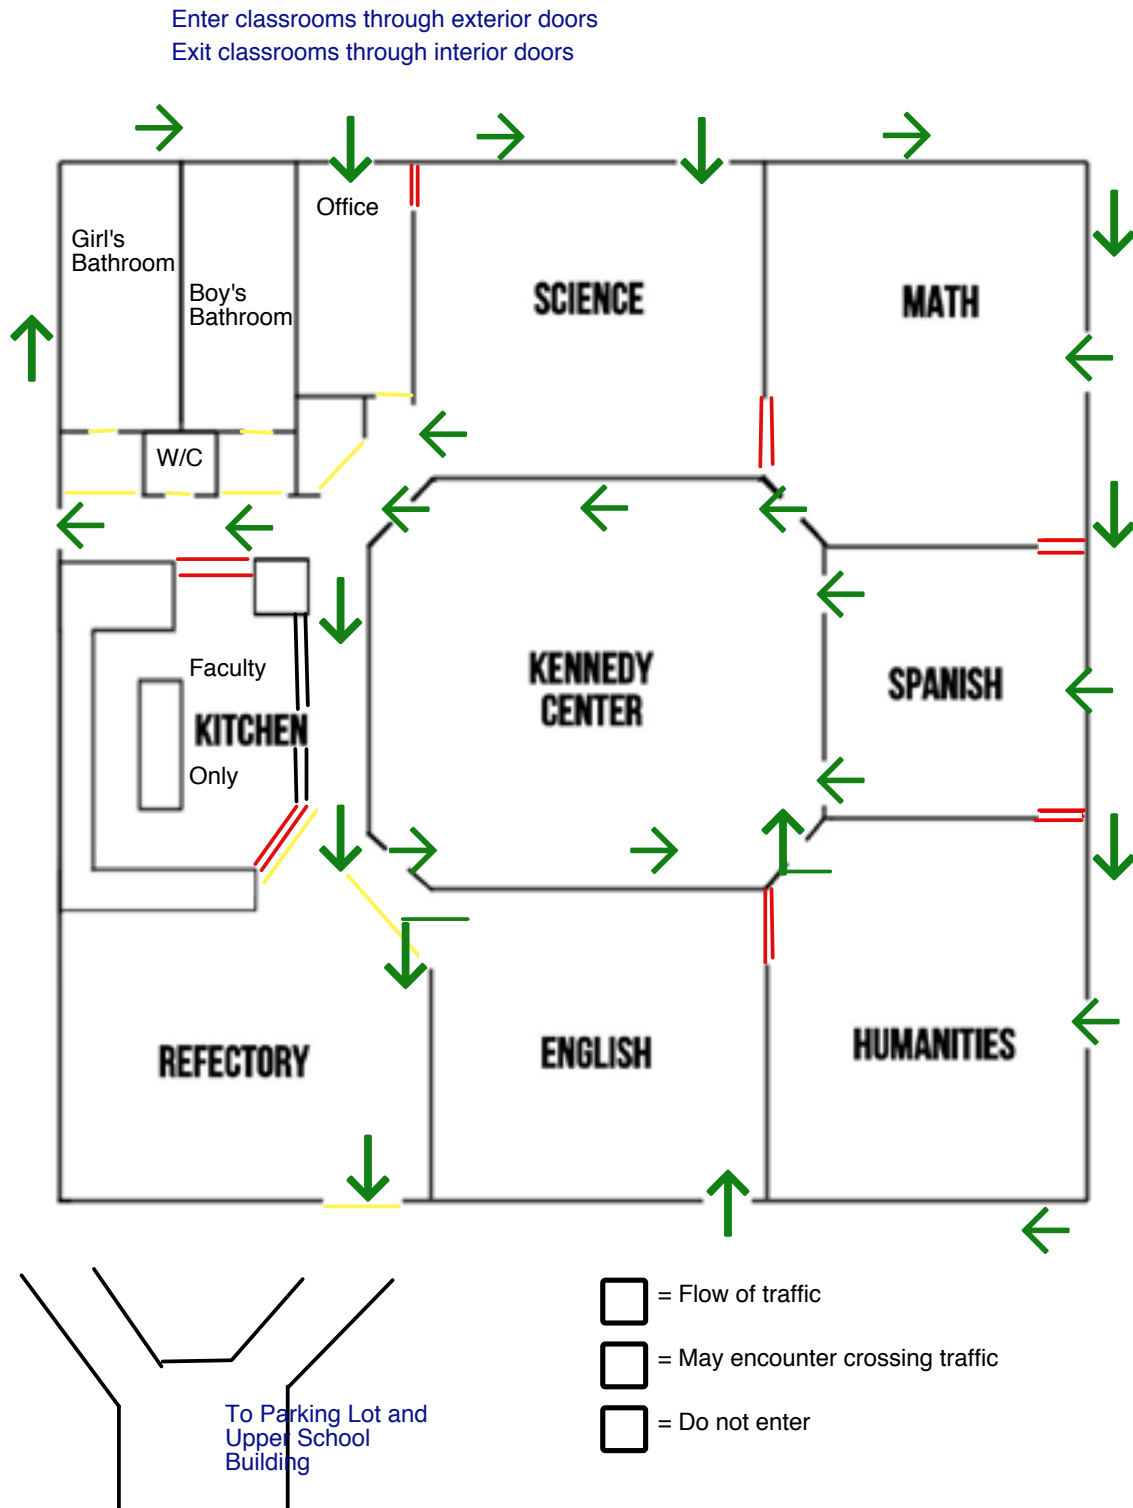 Enter classrooms through exterior doors
Exit classrooms through interior doors
Office
Girl's
Bathroom
Boy's
Bathroom
SCIENCE
MATH
W/C
Faculty
KITCHEN
Only
KENNEDY
CENTER
SPANISH
REFECTORY
ENGLISH
HUMANITIES
= Flow of traffic
= May encounter crossing traffic
= Do not enter
To Parking Lot and
Upper School
Building